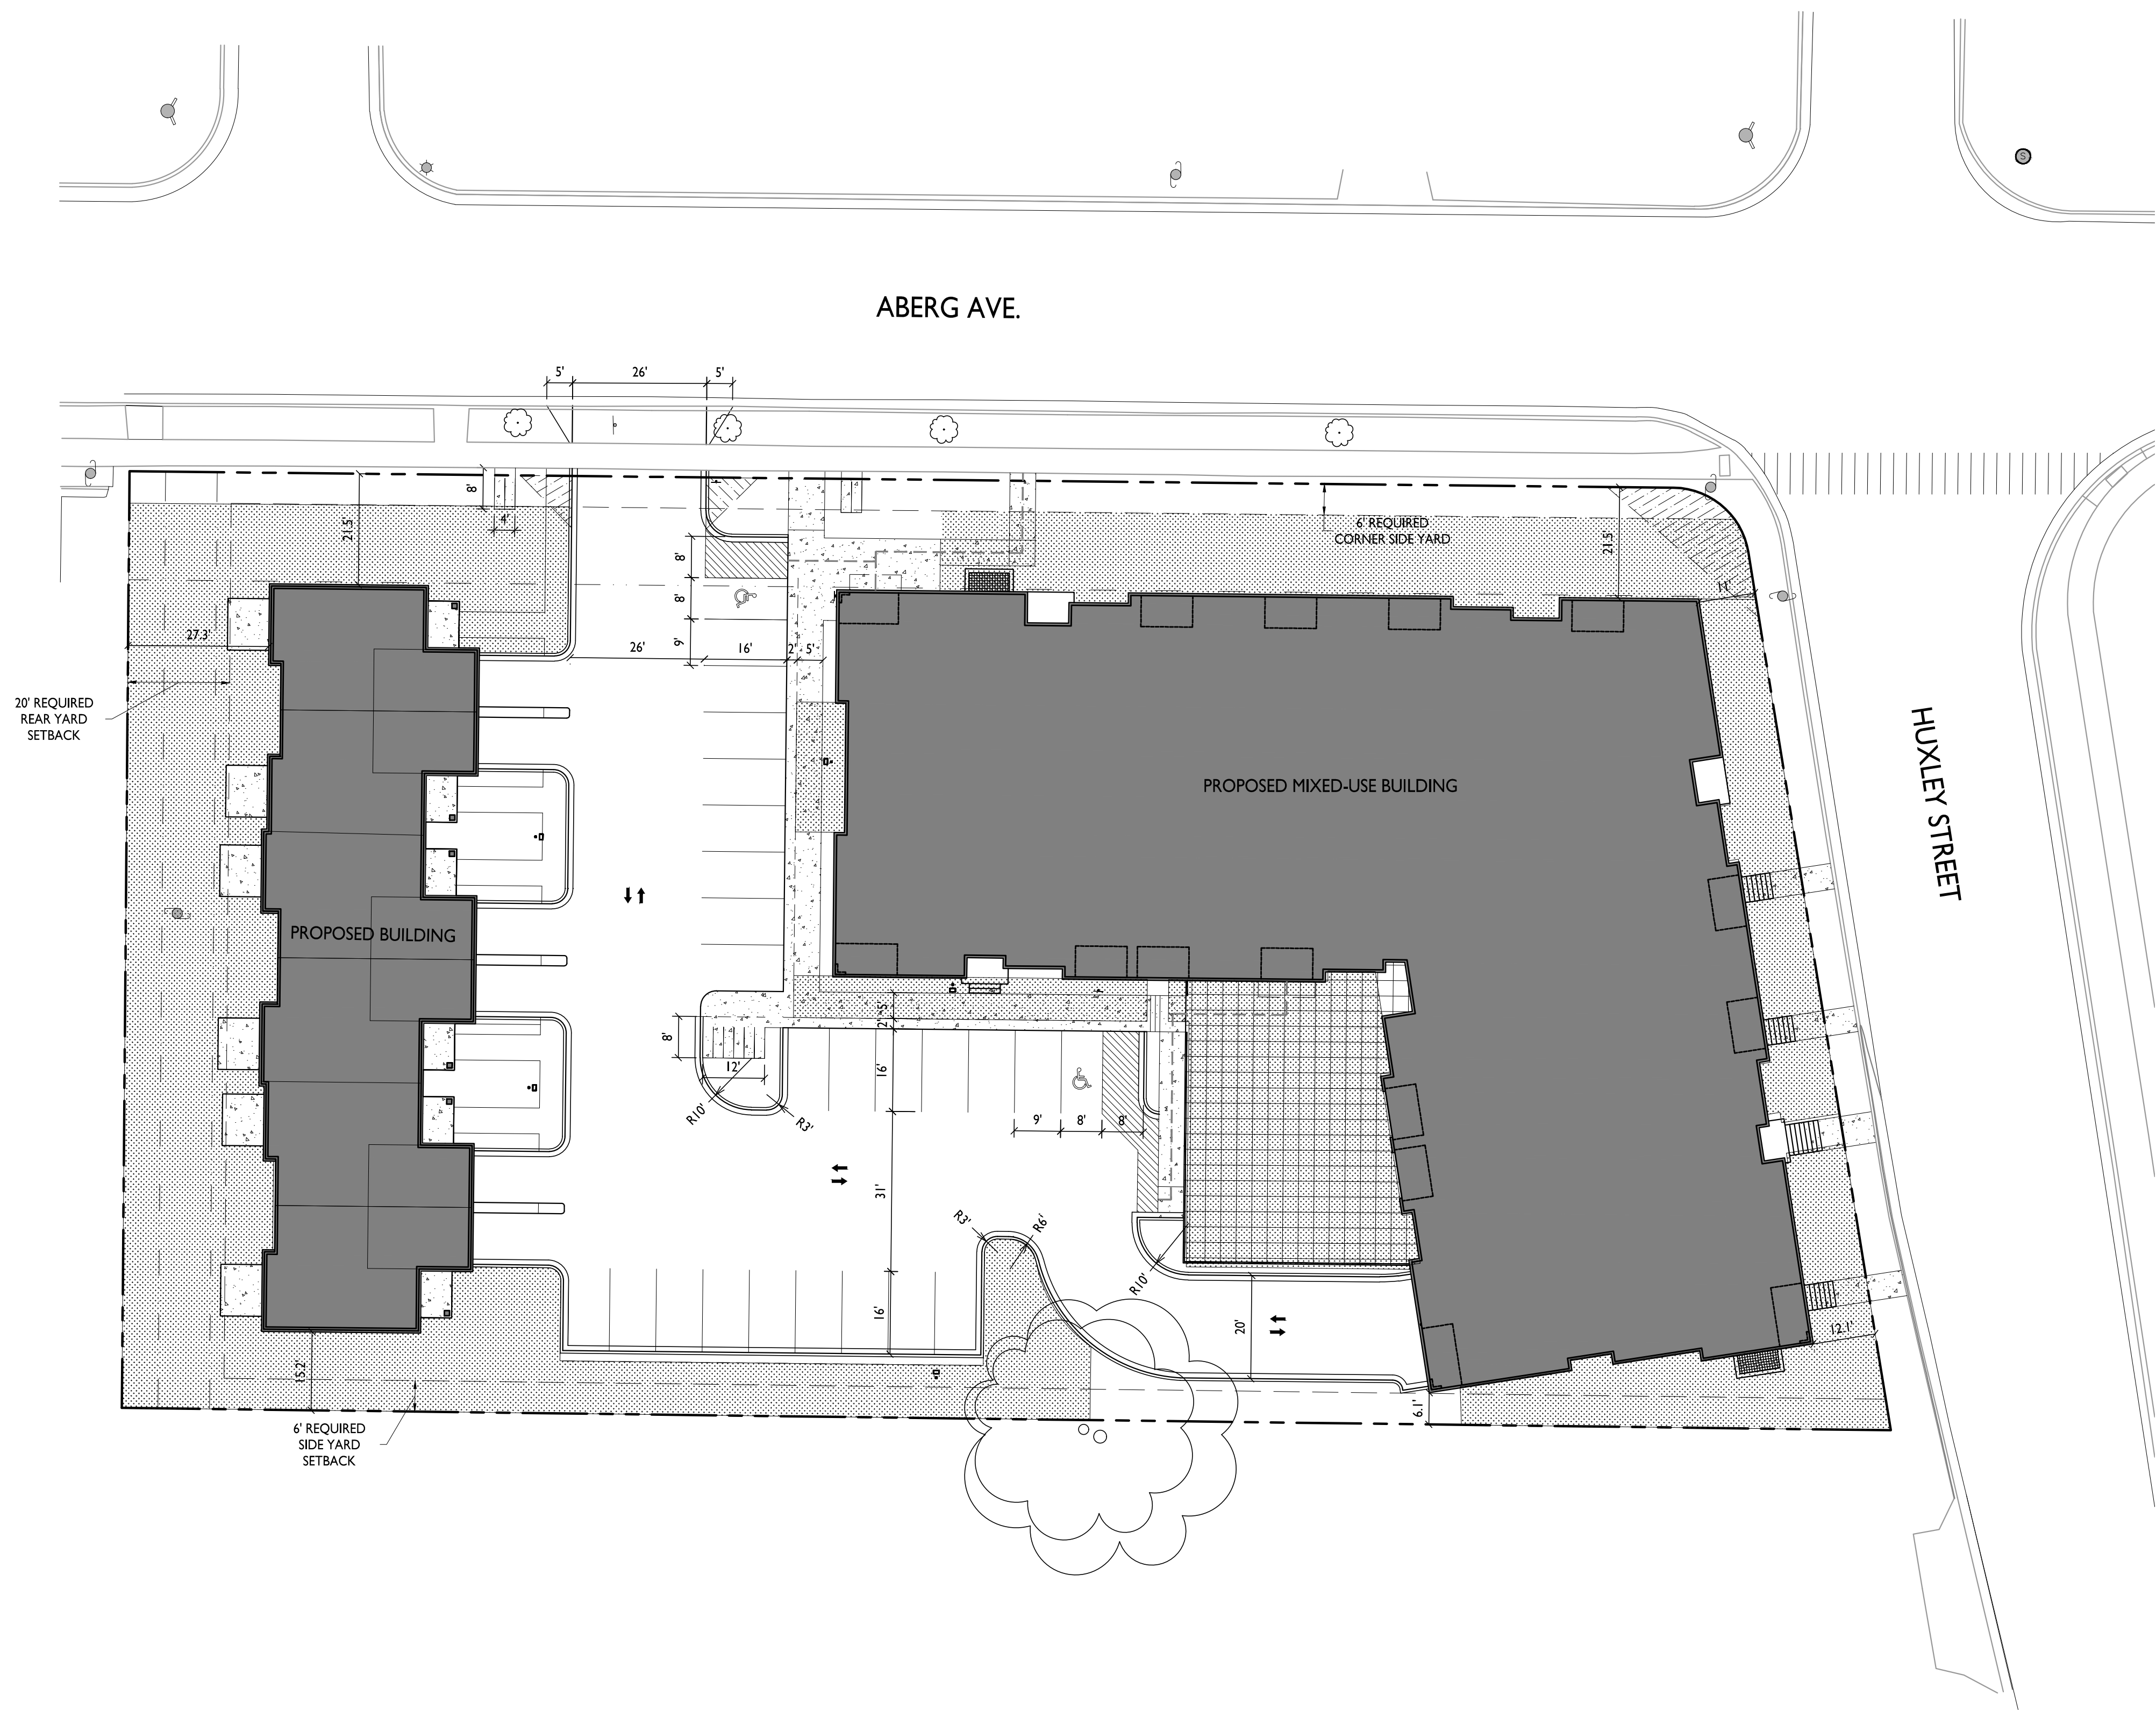 S
ABERG AVE.
5'
26'
5'
8'
4'
21.5'
8'
8'
9'
6' REQUIRED
CORNER SIDE YARD
21.5'
11'
27.3'
26'
16'
2'
5'
20' REQUIRED
REAR YARD
SETBACK
HUXLEY STREET
PROPOSED MIXED-USE BUILDING
PROPOSED BUILDING
5'
2'
8'
12'
16'
R10'
R3'
9'
8'
8'
31'
R3'
R6'
R10'
16'
20'
12.1'
15.2'
6.1'
6' REQUIRED
SIDE YARD
SETBACK